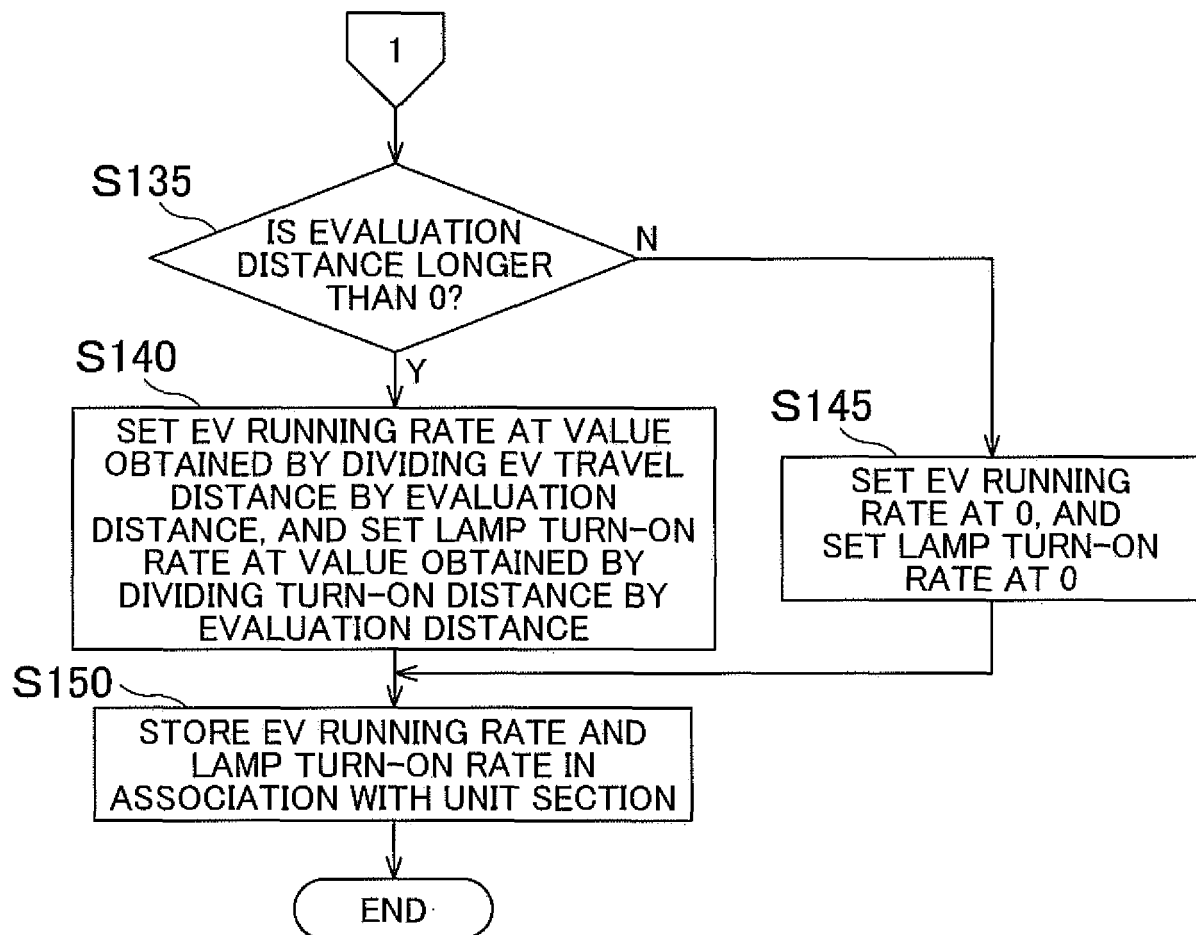 1
S135
IS EVALUATION
DISTANCE LONGER
THAN 0?
N
Y
S140
SET EV RUNNING RATE AT VALUE
OBTAINED BY DIVIDING EV TRAVEL
DISTANCE BY EVALUATION
DISTANCE, AND SET LAMP TURN-ON
RATE AT VALUE OBTAINED BY
DIVIDING TURN-ON DISTANCE BY
EVALUATION DISTANCE
S145
SET EV RUNNING
RATE AT 0, AND
SET LAMP TURN-ON
RATE AT 0
S150
STORE EV RUNNING RATE AND
LAMP TURN-ON RATE IN
ASSOCIATION WITH UNIT SECTION
END